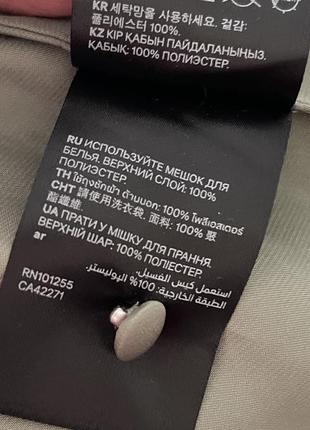 KR 세탁망을 사용하세요. 겉감:
폴리에스테르 100%.
KZ КІР ҚАБЫН ПАЙДАЛАНЫҢЫЗ.
ҚАБЫҚ: 100% ПОЛИЭСТЕР.
RU ИСПОЛЬЗУЙТЕ МЕШОК ДЛЯ
БЕЛЬЯ. ВЕРХНИЙ СЛОЙ: 100%
ПОЛИЭСТЕР.
TH ใช้ถุงซักผ้า ด้านนอก: 100% โพลีเอสเตอร์
CHT 請使用洗衣袋. 面料: 100% 聚
酯纖維
UA ПРАТИ У МІШКУ ДЛЯ ПРАННЯ.
ВЕРХНІЙ ШАР: 100% ПОЛІЕСТЕР.
ar
استعمل كيس الغسيل.
الطبقة الخارجية: 100% البوليستر
RN101255
CA42271